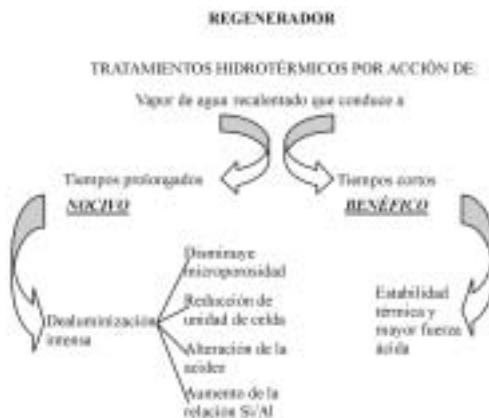 REGENERADOR
TRATAMIENTOS HIDROTÉRMICOS POR ACCIÓN DE:
Vapor de agua recalentado que conduce a
Tiempos prolongados
NOCIVO
Tiempos cortos
BENÉFICO
Disminuye
microporosidad
Reducción de
unidad de celda
Dealuminización
intensa
Alteración de la
acidez
Aumento de la
relación Si/Al
Estabilidad
térmica y
mayor fuerza
ácida